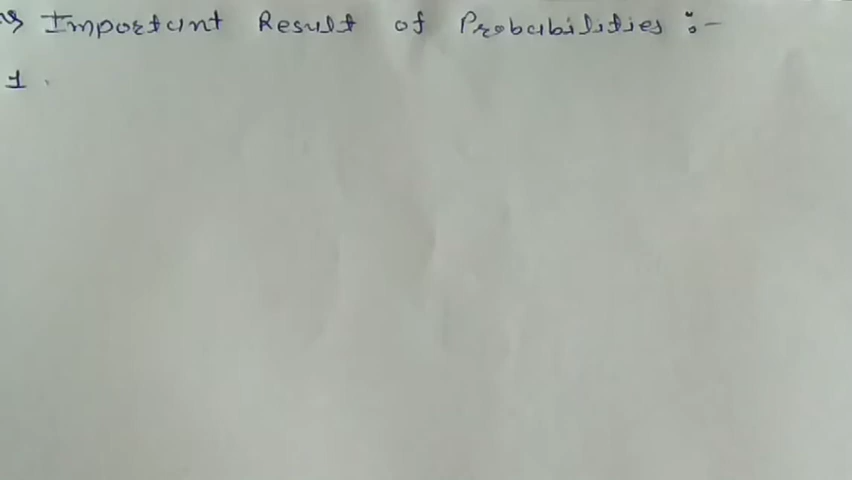 Important Result of Probabilities :-
1.